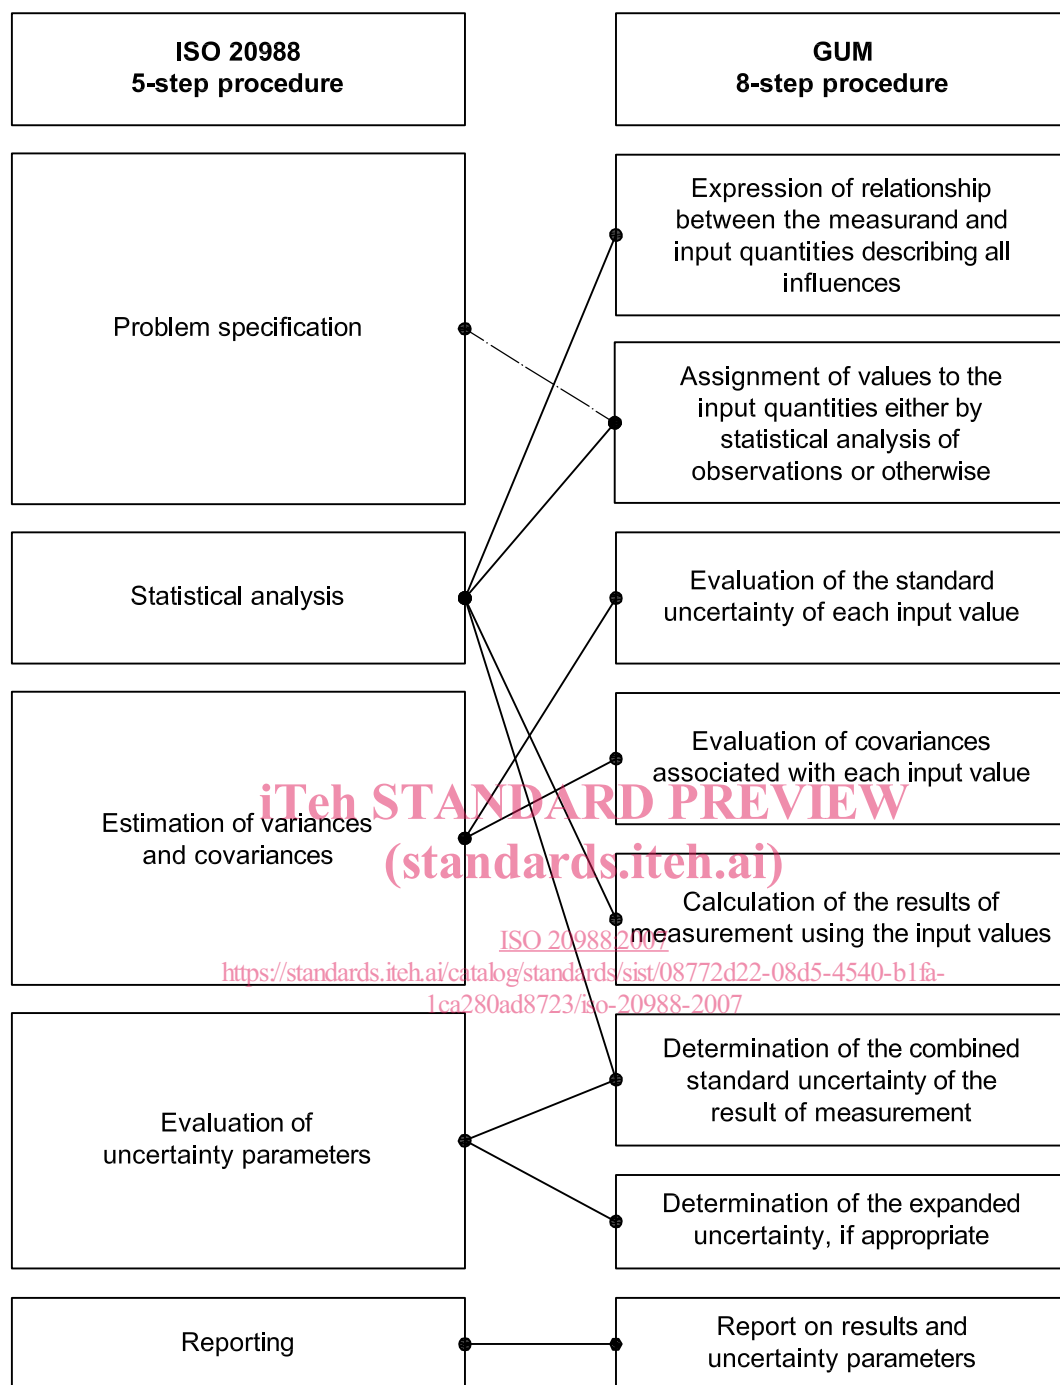 ISO 20988
5-step procedure
GUM
8-step procedure
Problem specification
Expression of relationship
between the measurand and
input quantities describing all
influences
Assignment of values to the
input quantities either by
statistical analysis of
observations or otherwise
Statistical analysis
Evaluation of the standard
uncertainty of each input value
Estimation of variances
and covariances
Evaluation of covariances
associated with each input value
iTeh STANDARD PREVIEW
(standards.iteh.ai)
Calculation of the results of
measurement using the input values
ISO 20988:2007
https://standards.iteh.ai/catalog/standards/sist/08772d22-08d5-4540-b1fa-
1ca280ad8723/iso-20988-2007
Evaluation of
uncertainty parameters
Determination of the combined
standard uncertainty of the
result of measurement
Determination of the expanded
uncertainty, if appropriate
Reporting
Report on results and
uncertainty parameters